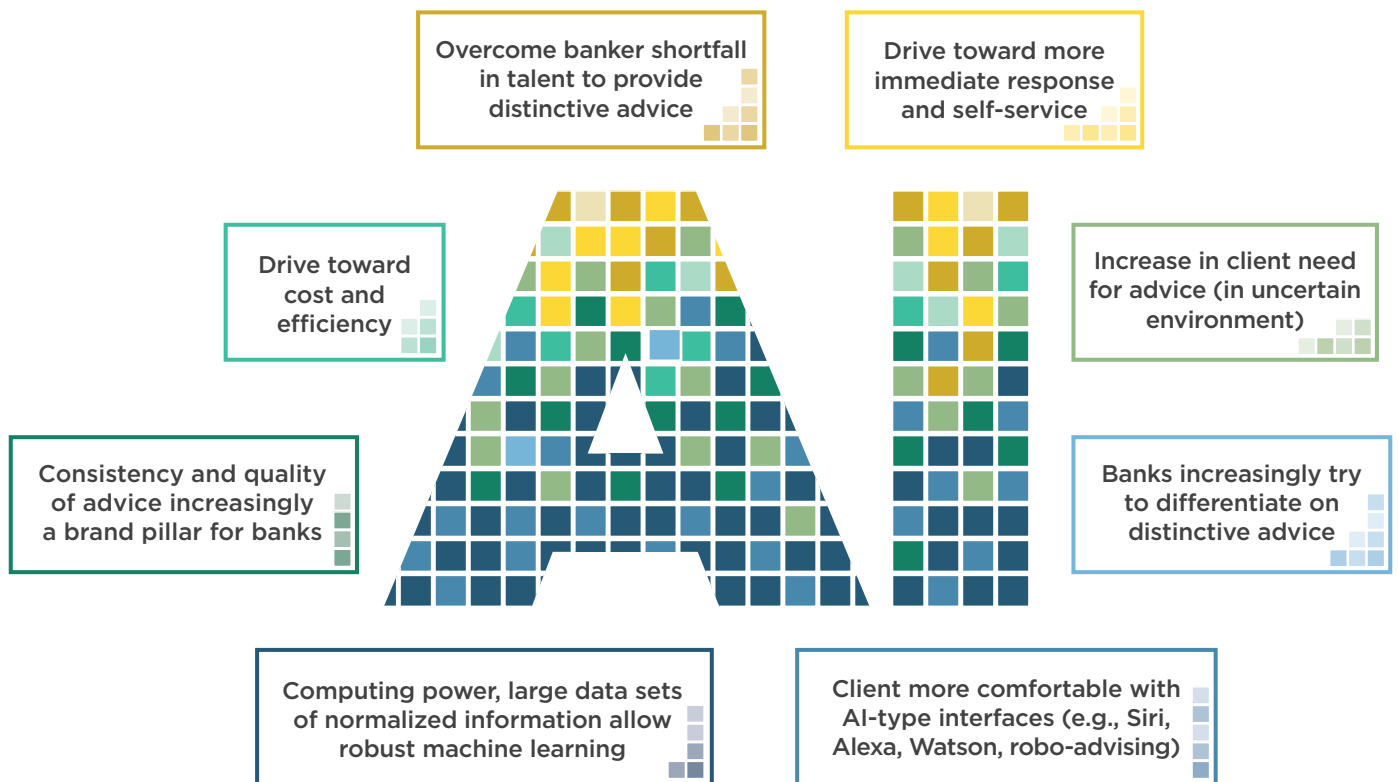 Overcome banker shortfall
in talent to provide
distinctive advice
Drive toward more
immediate response
and self-service
Drive toward
cost and
efficiency
AI
Increase in client need
for advice (in uncertain
environment)
Consistency and quality
of advice increasingly
a brand pillar for banks
Banks increasingly try
to differentiate on
distinctive advice
Computing power, large data sets
of normalized information allow
robust machine learning
Client more comfortable with
AI-type interfaces (e.g., Siri,
Alexa, Watson, robo-advising)